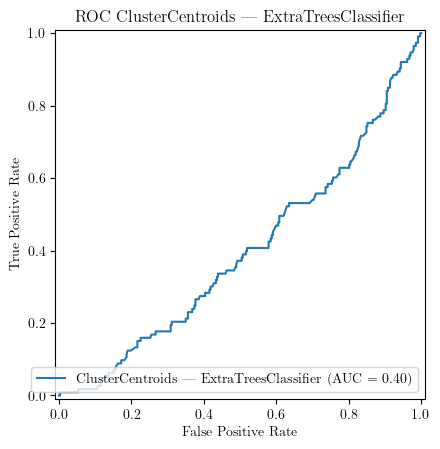 ROC ClusterCentroids — ExtraTreesClassifier
1.0
0.8
0.6
0.4
0.2
0.0
True Positive Rate
ClusterCentroids — ExtraTreesClassifier (AUC = 0.40)
0.0 0.2 0.4 0.6 0.8 1.0
False Positive Rate